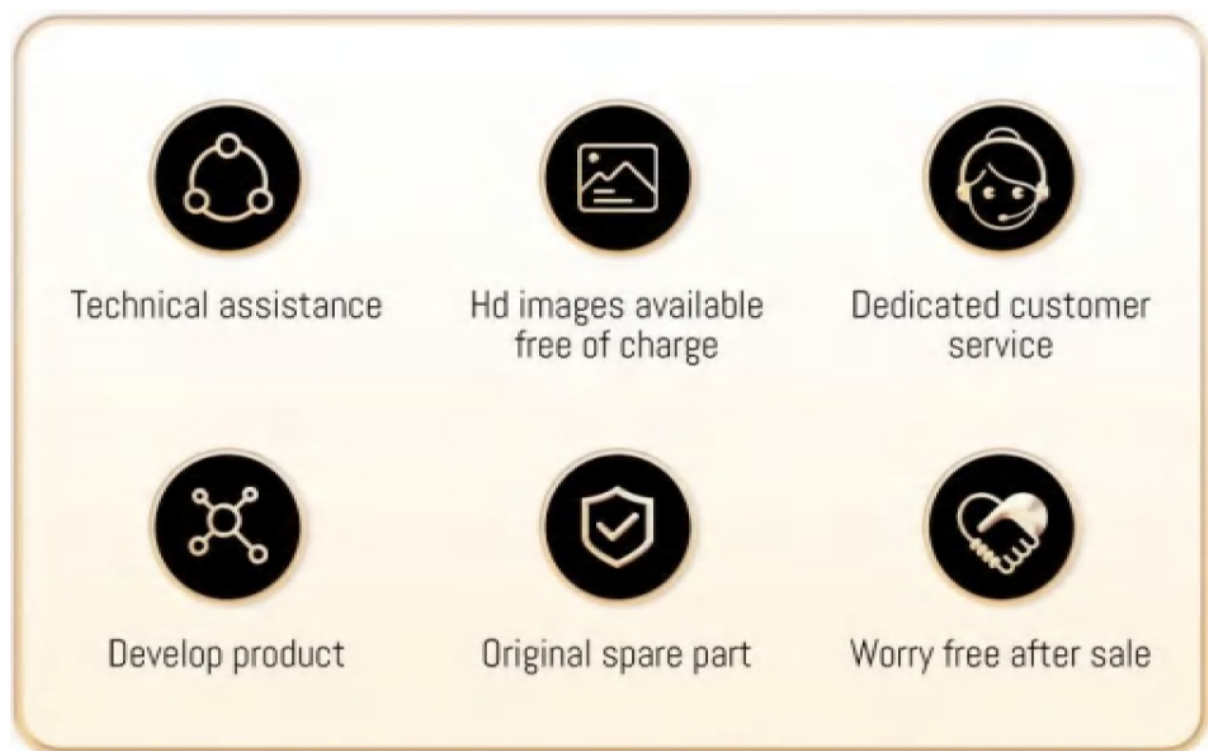 Technical assistance
Hd images available
free of charge
Dedicated customer
service
Develop product
Original spare part
Worry free after sale